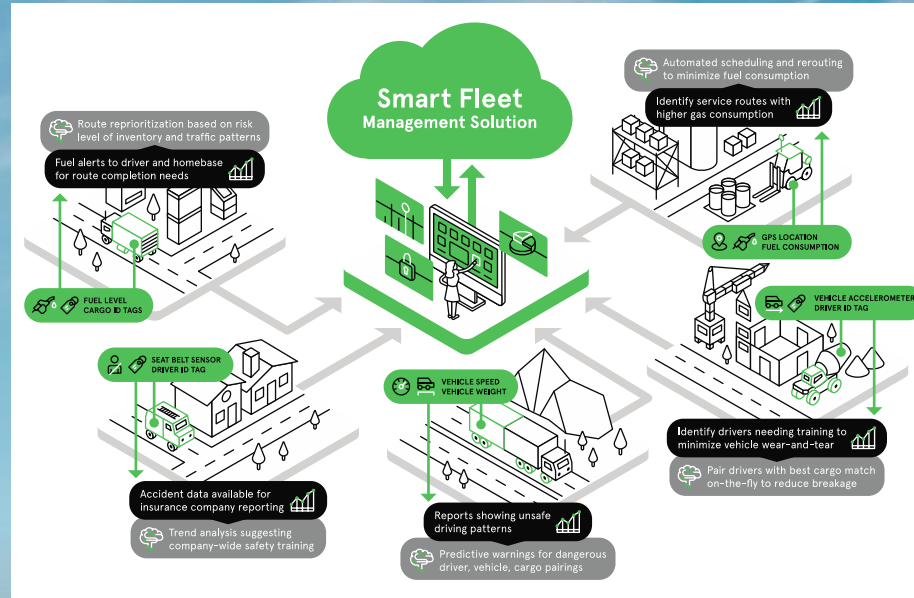 Smart Fleet
Management Solution
Route reprioritization based on risk
level of inventory and traffic patterns
Fuel alerts to driver and homebase
for route completion needs
FUEL LEVEL
CARGO ID TAGS
Automated scheduling and rerouting
to minimize fuel consumption
Identify service routes with
higher gas consumption
GPS LOCATION
FUEL CONSUMPTION
VEHICLE ACCELEROMETER
DRIVER ID TAG
Identify drivers needing training to
minimize vehicle wear-and-tear
Pair drivers with best cargo match
on-the-fly to reduce breakage
SEAT BELT SENSOR
DRIVER ID TAG
Accident data available for
insurance company reporting
Trend analysis suggesting
company-wide safety training
VEHICLE SPEED
VEHICLE WEIGHT
Reports showing unsafe
driving patterns
Predictive warnings for dangerous
driver, vehicle, cargo pairings